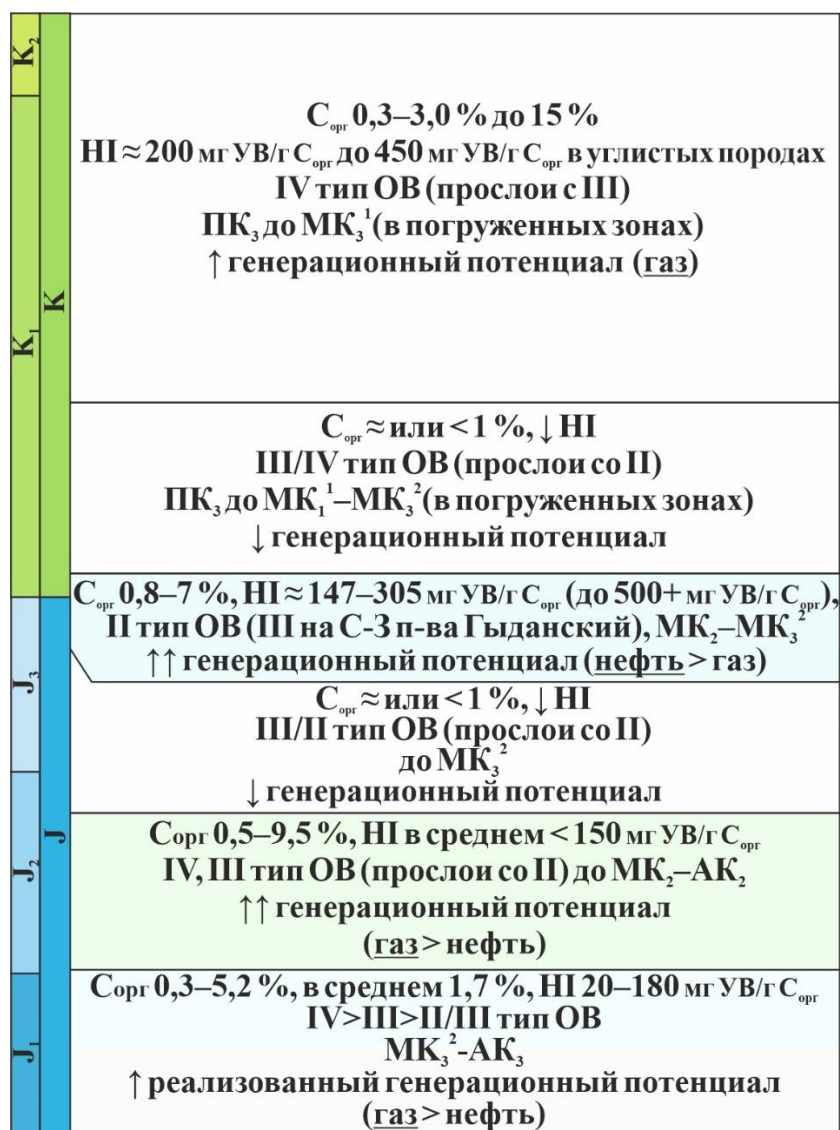 K₂
K₁
K
J₃
J₂
J₁
J
Cорг 0,3–3,0 % до 15 %
HI ≈ 200 мг УВ/г Cорг до 450 мг УВ/г Cорг в углистых породах
IV тип ОВ (прослои с III)
ПК₃ до МК₃¹ (в погруженных зонах)
↑ генерационный потенциал (газ)
Cорг ≈ или < 1 %, ↓ HI
III/IV тип ОВ (прослои со II)
ПК₃ до МК₁¹–МК₃² (в погруженных зонах)
↓ генерационный потенциал
Cорг 0,8–7 %, HI ≈ 147–305 мг УВ/г Cорг (до 500+ мг УВ/г Cорг),
II тип ОВ (III на С-З п-ва Гыданский), МК₂–МК₃²
↑↑ генерационный потенциал (нефть > газ)
Cорг ≈ или < 1 %, ↓ HI
III/II тип ОВ (прослои со II)
до МК₃²
↓ генерационный потенциал
Cорг 0,5–9,5 %, HI в среднем < 150 мг УВ/г Cорг
IV, III тип ОВ (прослои со II) до МК₂–АК₂
↑↑ генерационный потенциал
(газ > нефть)
Cорг 0,3–5,2 %, в среднем 1,7 %, HI 20–180 мг УВ/г Cорг
IV>III>II/III тип ОВ
МК₃²-АК₃
↑ реализованный генерационный потенциал
(газ > нефть)